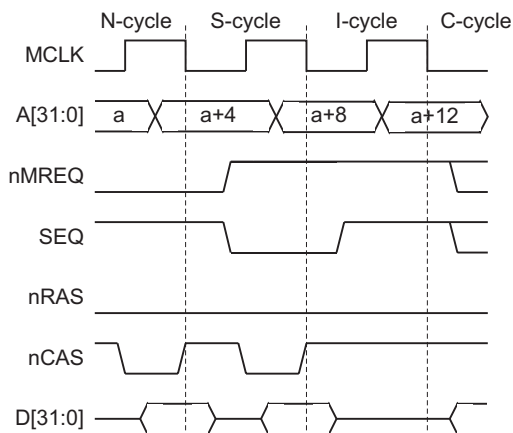 N-cycle S-cycle I-cycle C-cycle
MCLK
A[31:0] a a+4 a+8 a+12
nMREQ
SEQ
nRAS
nCAS
D[31:0]